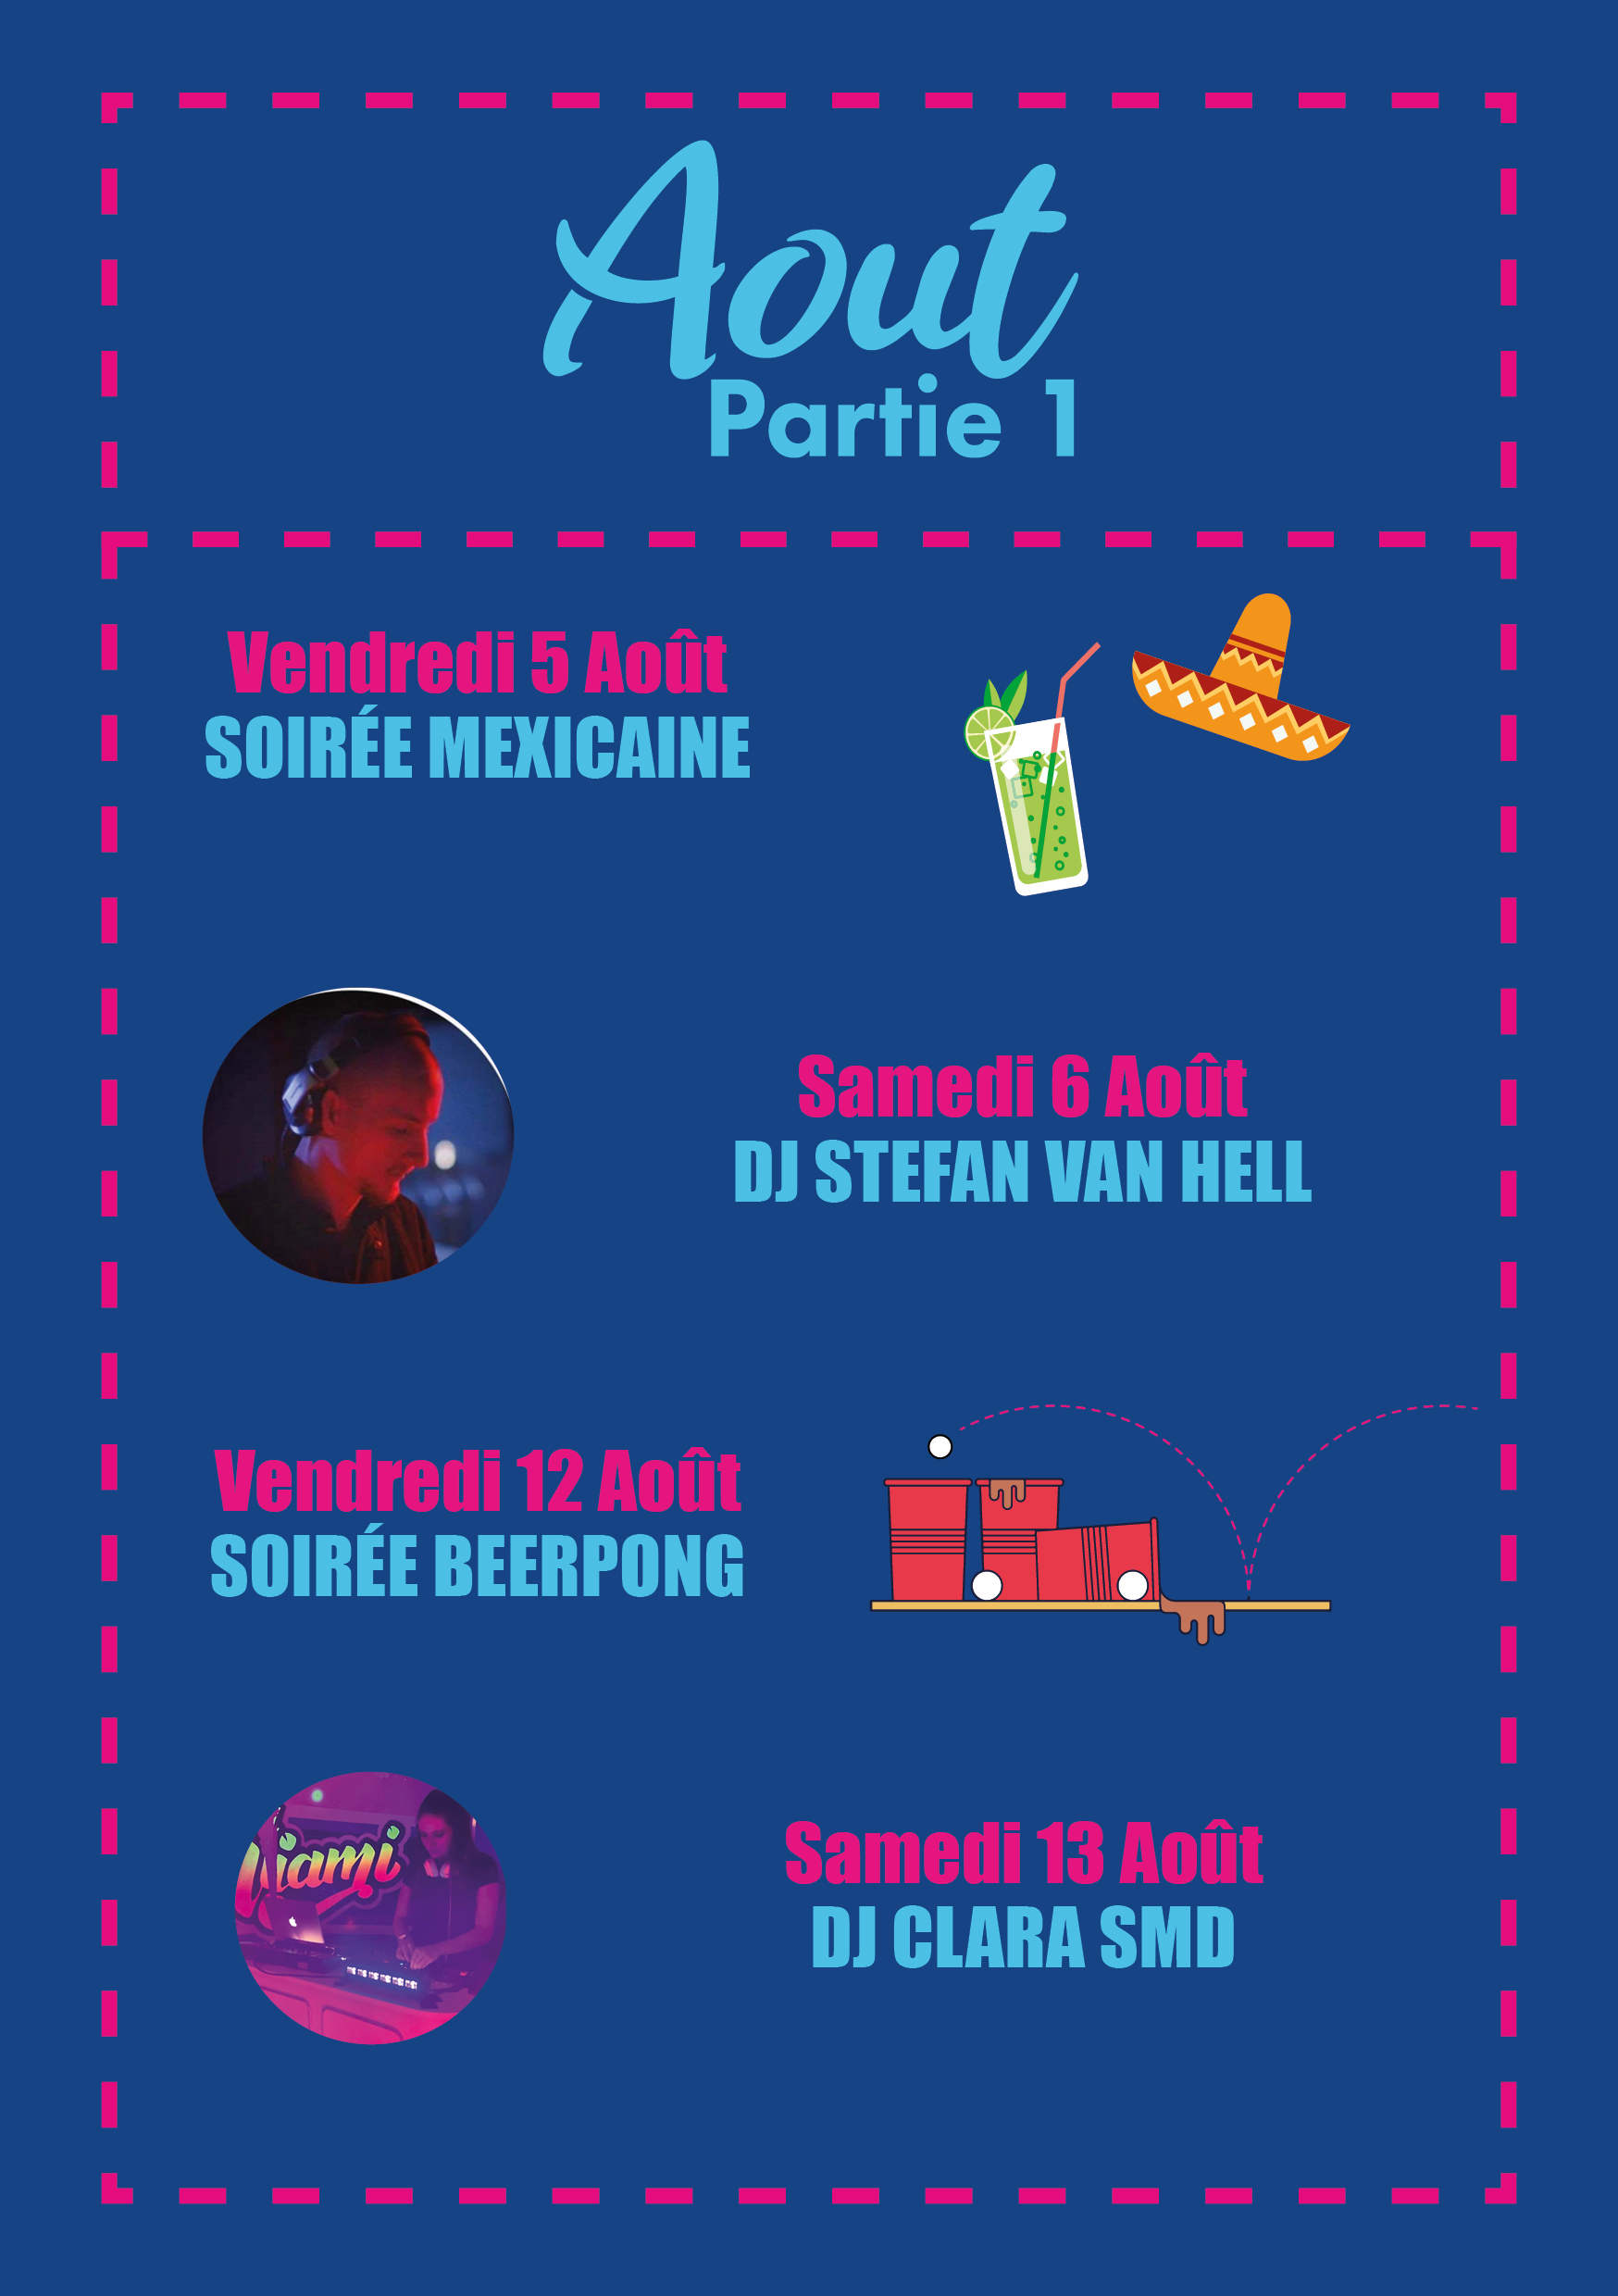 Aout
Partie 1
Vendredi 5 Août
SOIRÉE MEXICAINE
Samedi 6 Août
DJ STEFAN VAN HELL
Vendredi 12 Août
SOIRÉE BEERPONG
Miami
Samedi 13 Août
DJ CLARA SMD